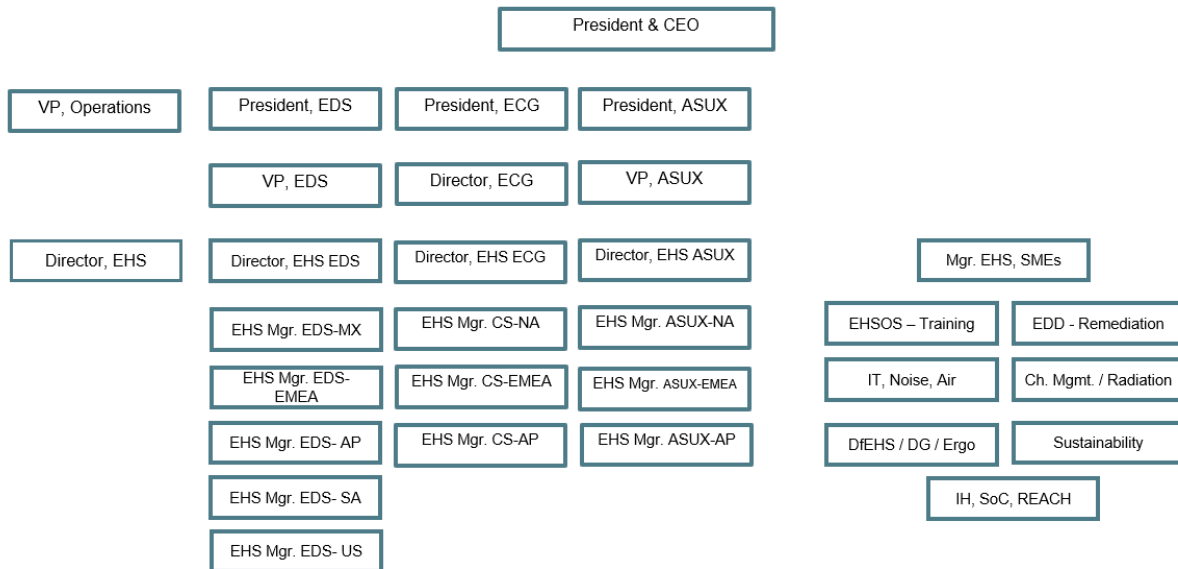 President & CEO
VP, Operations
President, EDS
President, ECG
President, ASUX
VP, EDS
Director, ECG
VP, ASUX
Director, EHS
Director, EHS EDS
Director, EHS ECG
Director, EHS ASUX
Mgr. EHS, SMEs
EHS Mgr. EDS-MX
EHS Mgr. CS-NA
EHS Mgr. ASUX-NA
EHSOS – Training
EDD - Remediation
EHS Mgr. EDS-
EMEA
EHS Mgr. CS-EMEA
EHS Mgr. ASUX-EMEA
IT, Noise, Air
Ch. Mgmt. / Radiation
EHS Mgr. EDS- AP
EHS Mgr. CS-AP
EHS Mgr. ASUX-AP
DfEHS / DG / Ergo
Sustainability
EHS Mgr. EDS- SA
IH, SoC, REACH
EHS Mgr. EDS- US